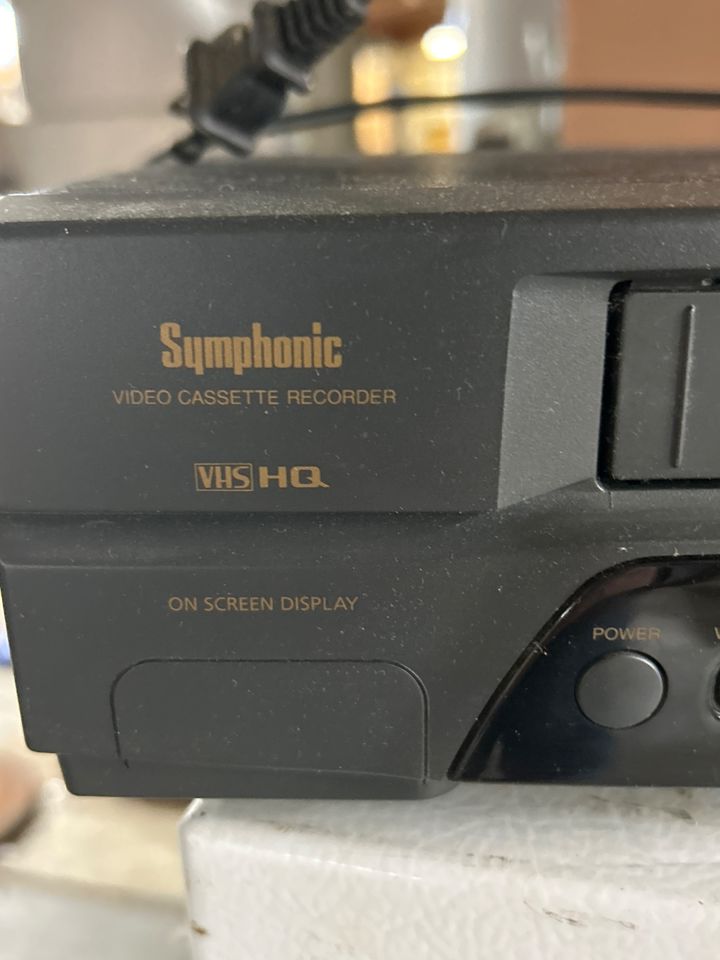 Symphonic
VIDEO CASSETTE RECORDER
VHS HQ
ON SCREEN DISPLAY
POWER